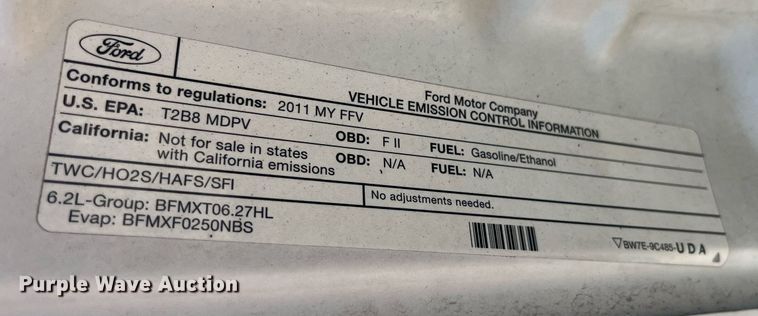 Ford
Ford Motor Company
VEHICLE EMISSION CONTROL INFORMATION
Conforms to regulations: 2011 MY FFV
U.S. EPA: T2B8 MDPV OBD: F II FUEL: Gasoline/Ethanol
California: Not for sale in states with California emissions OBD: N/A FUEL: N/A
TWC/HO2S/HAFS/SFI
No adjustments needed.
6.2L-Group: BFMXT06.27HL
Evap: BFMXF0250NBS
BW7E-9C485-UDA
Purple Wave Auction